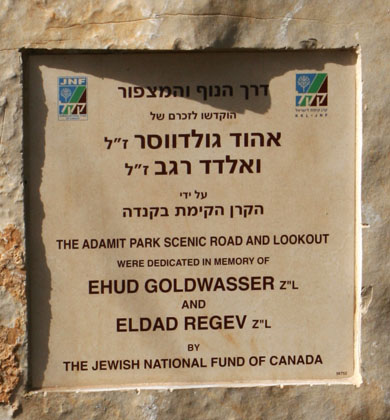 JNF
דרך הנוף והמצפור
הוקדשו לזכרם של
אהוד גולדווסר ז"ל
ואלדד רגב ז"ל
על ידי
הקרן הקימת בקנדה
THE ADAMIT PARK SCENIC ROAD AND LOOKOUT
WERE DEDICATED IN MEMORY OF
EHUD GOLDWASSER Z"L
AND
ELDAD REGEV Z"L
BY
THE JEWISH NATIONAL FUND OF CANADA